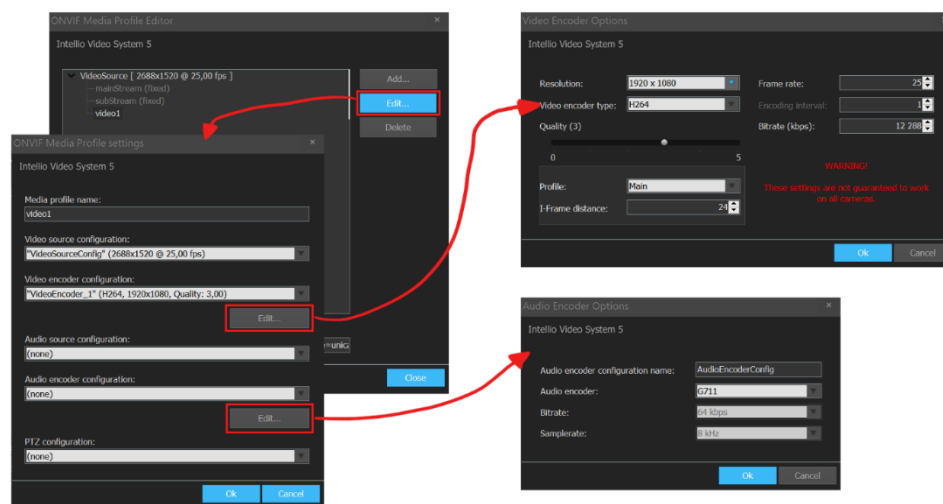 ONVIF Media Profile Editor
Intellio Video System 5
VideoSource [ 2688x1520 @ 25,00 fps ]
mainStream (fixed)
subStream (fixed)
video1
Add...
Edit...
Delete
Close
ONVIF Media Profile settings
Intellio Video System 5
Media profile name:
video1
Video source configuration:
"VideoSourceConfig" (2688x1520 @ 25,00 fps)
Video encoder configuration:
"VideoEncoder_1" (H264, 1920x1080, Quality: 3,00)
Edit...
Audio source configuration:
(none)
Audio encoder configuration:
(none)
Edit...
PTZ configuration:
(none)
Ok Cancel
Video Encoder Options
Intellio Video System 5
Resolution: 1920 x 1080
Video encoder type: H264
Quality (3)
0 5
Profile: Main
I-Frame distance: 24
Frame rate: 25
Encoding interval: 1
Bitrate (kbps): 12 288
WARNING!
These settings are not guaranteed to work
on all cameras.
Ok Cancel
Audio Encoder Options
Intellio Video System 5
Audio encoder configuration name: AudioEncoderConfig
Audio encoder: G711
Bitrate: 64 kbps
Samplerate: 8 kHz
Ok Cancel